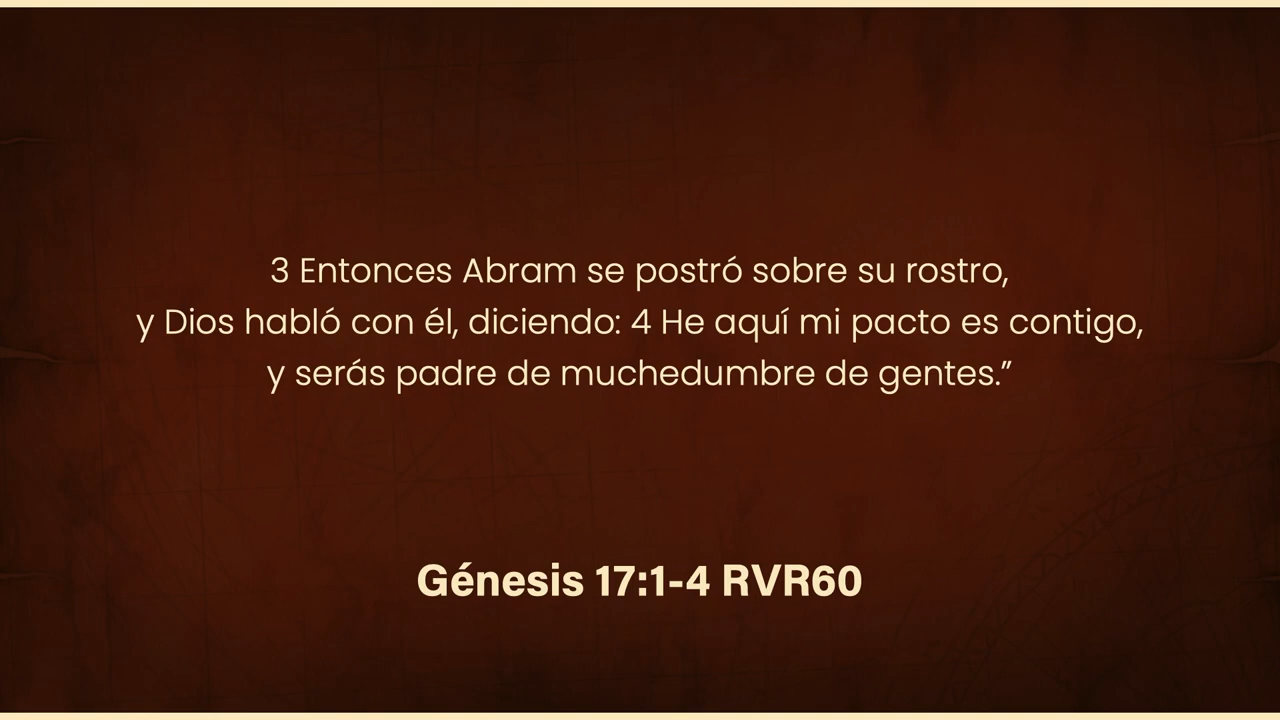 3 Entonces Abram se postró sobre su rostro,
y Dios habló con él, diciendo: 4 He aquí mi pacto es contigo,
y serás padre de muchedumbre de gentes.”
Génesis 17:1-4 RVR60